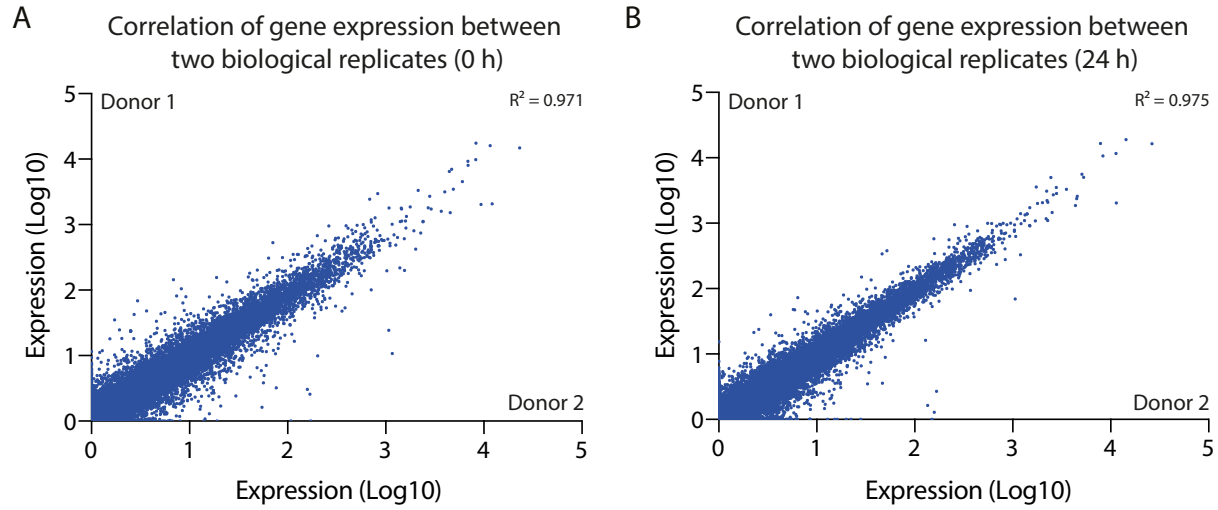 A
Correlation of gene expression between
two biological replicates (0 h)
Donor 1
R² = 0.971
5
4
3
2
1
0
Expression (Log10)
Donor 2
0 1 2 3 4 5
Expression (Log10)
B
Correlation of gene expression between
two biological replicates (24 h)
Donor 1
R² = 0.975
5
4
3
2
1
0
Expression (Log10)
Donor 2
0 1 2 3 4 5
Expression (Log10)